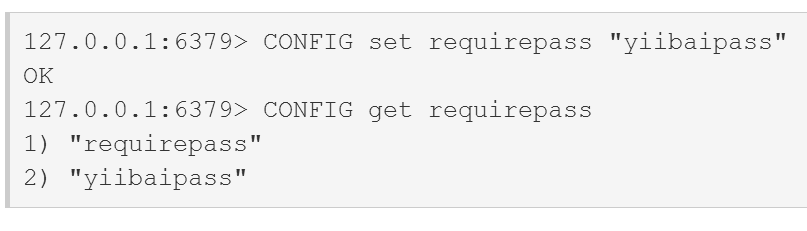 127.0.0.1:6379> CONFIG set requirepass "yiibaipass"
OK
127.0.0.1:6379> CONFIG get requirepass
1) "requirepass"
2) "yiibaipass"